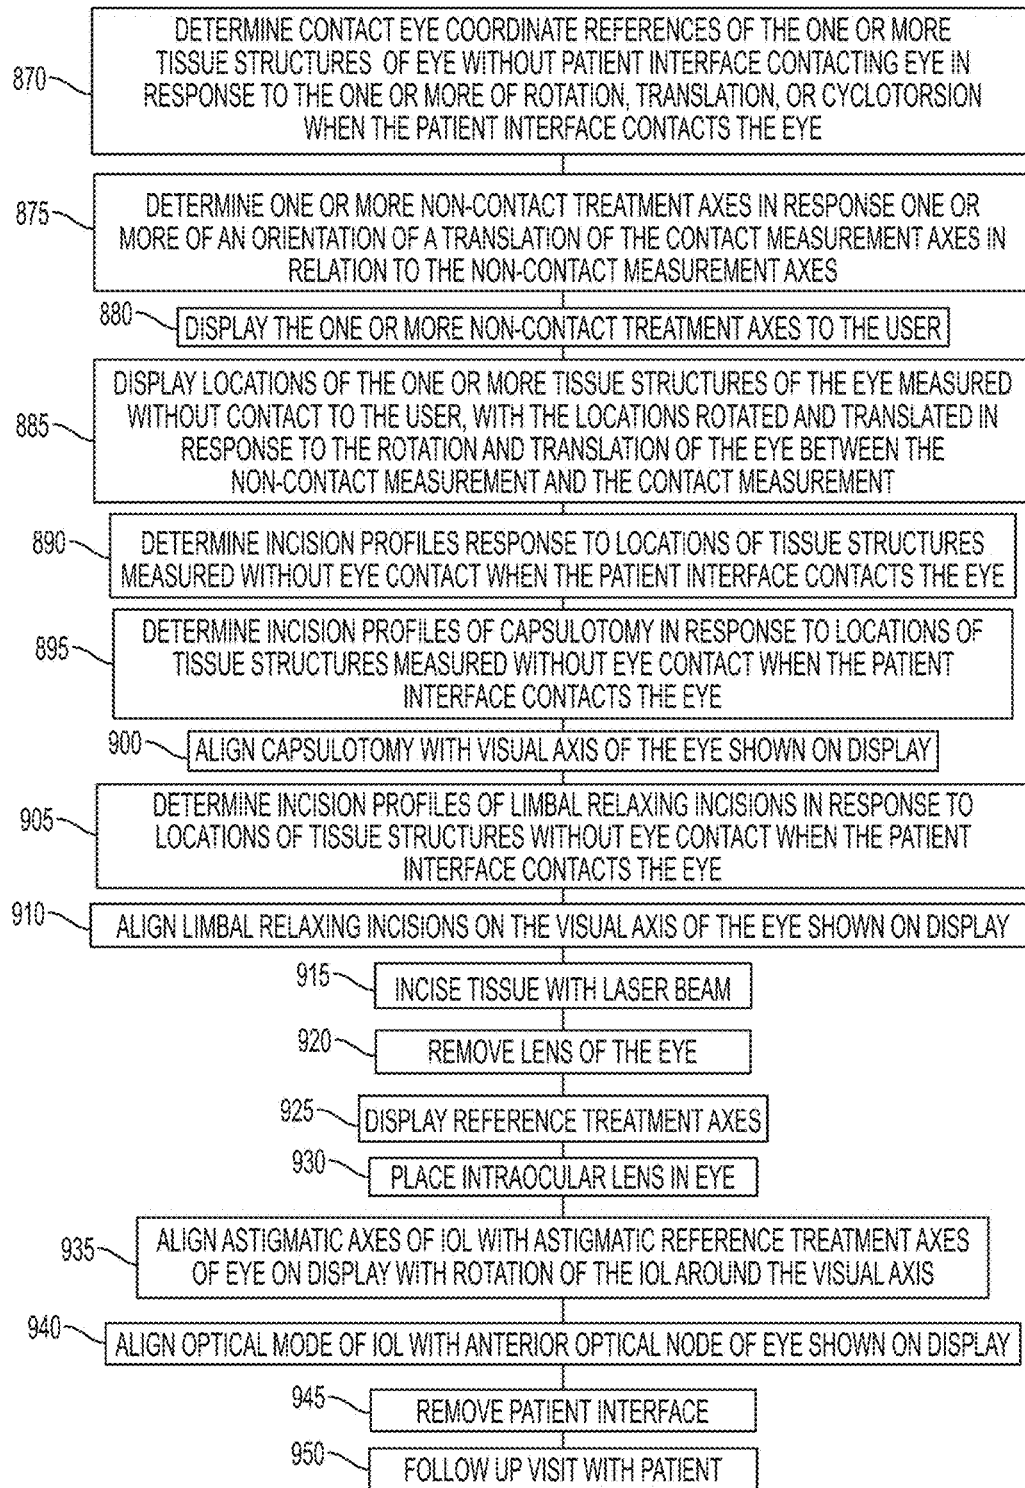 870
DETERMINE CONTACT EYE COORDINATE REFERENCES OF THE ONE OR MORE
TISSUE STRUCTURES OF EYE WITHOUT PATIENT INTERFACE CONTACTING EYE IN
RESPONSE TO THE ONE OR MORE OF ROTATION, TRANSLATION, OR CYCLOTORSION
WHEN THE PATIENT INTERFACE CONTACTS THE EYE
875
DETERMINE ONE OR MORE NON-CONTACT TREATMENT AXES IN RESPONSE ONE OR
MORE OF AN ORIENTATION OF A TRANSLATION OF THE CONTACT MEASUREMENT AXES IN
RELATION TO THE NON-CONTACT MEASUREMENT AXES
880
DISPLAY THE ONE OR MORE NON-CONTACT TREATMENT AXES TO THE USER
885
DISPLAY LOCATIONS OF THE ONE OR MORE TISSUE STRUCTURES OF THE EYE MEASURED
WITHOUT CONTACT TO THE USER, WITH THE LOCATIONS ROTATED AND TRANSLATED IN
RESPONSE TO THE ROTATION AND TRANSLATION OF THE EYE BETWEEN THE
NON-CONTACT MEASUREMENT AND THE CONTACT MEASUREMENT
890
DETERMINE INCISION PROFILES RESPONSE TO LOCATIONS OF TISSUE STRUCTURES
MEASURED WITHOUT EYE CONTACT WHEN THE PATIENT INTERFACE CONTACTS THE EYE
895
DETERMINE INCISION PROFILES OF CAPSULOTOMY IN RESPONSE TO LOCATIONS OF
TISSUE STRUCTURES MEASURED WITHOUT EYE CONTACT WHEN THE PATIENT
INTERFACE CONTACTS THE EYE
900
ALIGN CAPSULOTOMY WITH VISUAL AXIS OF THE EYE SHOWN ON DISPLAY
905
DETERMINE INCISION PROFILES OF LIMBAL RELAXING INCISIONS IN RESPONSE TO
LOCATIONS OF TISSUE STRUCTURES WITHOUT EYE CONTACT WHEN THE PATIENT
INTERFACE CONTACTS THE EYE
910
ALIGN LIMBAL RELAXING INCISIONS ON THE VISUAL AXIS OF THE EYE SHOWN ON DISPLAY
915
INCISE TISSUE WITH LASER BEAM
920
REMOVE LENS OF THE EYE
925
DISPLAY REFERENCE TREATMENT AXES
930
PLACE INTRAOCULAR LENS IN EYE
935
ALIGN ASTIGMATIC AXES OF IOL WITH ASTIGMATIC REFERENCE TREATMENT AXES
OF EYE ON DISPLAY WITH ROTATION OF THE IOL AROUND THE VISUAL AXIS
940
ALIGN OPTICAL MODE OF IOL WITH ANTERIOR OPTICAL NODE OF EYE SHOWN ON DISPLAY
945
REMOVE PATIENT INTERFACE
950
FOLLOW UP VISIT WITH PATIENT